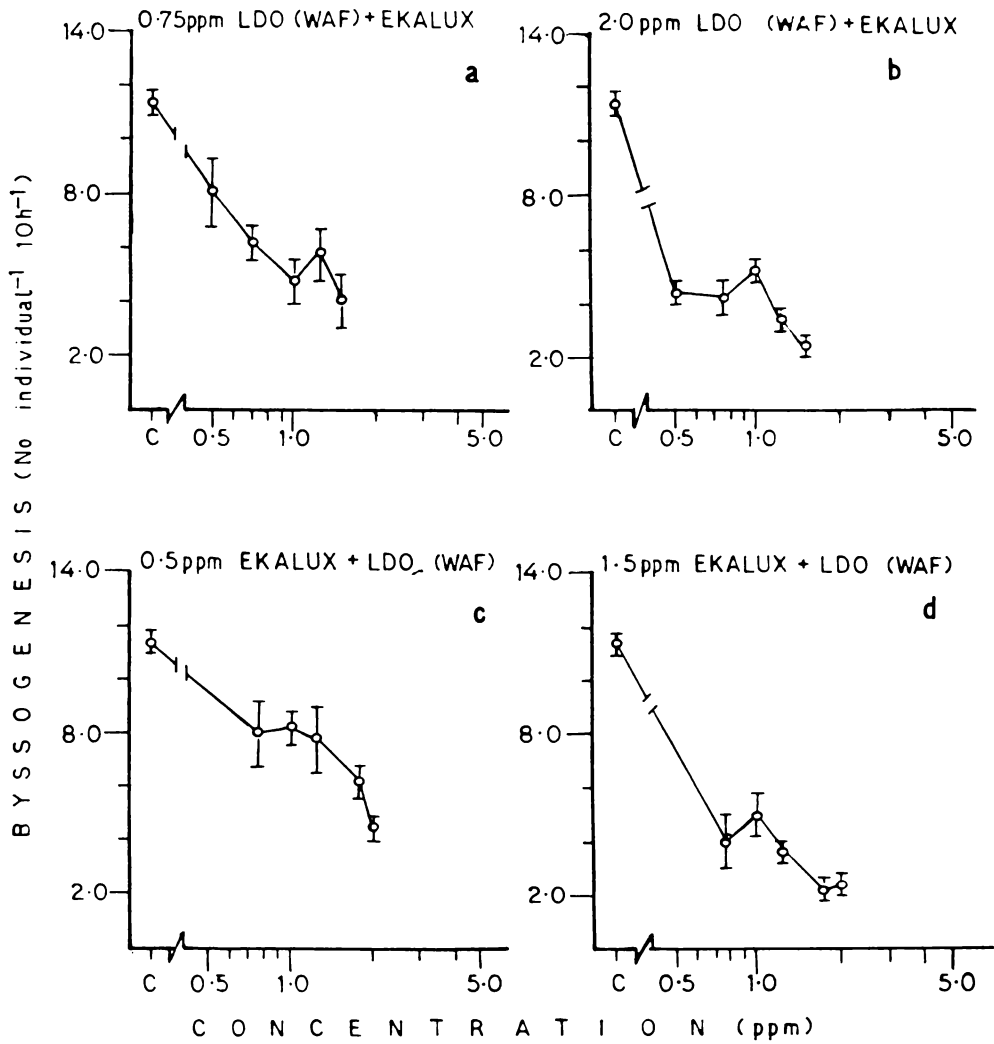 0·75ppm LDO (WAF) + EKALUX
a
14·0
8·0
2·0
C 0·5 1·0 5·0
2·0 ppm LDO (WAF) + EKALUX
b
14·0
8·0
2·0
C 0·5 1·0 5·0
0·5ppm EKALUX + LDO (WAF)
c
14·0
8·0
2·0
C 0·5 1·0 5·0
1·5ppm EKALUX + LDO (WAF)
d
14·0
8·0
2·0
C 0·5 1·0 5·0
BYSSOGENESIS (No individual⁻¹ 10h⁻¹)
CONCENTRATION (ppm)